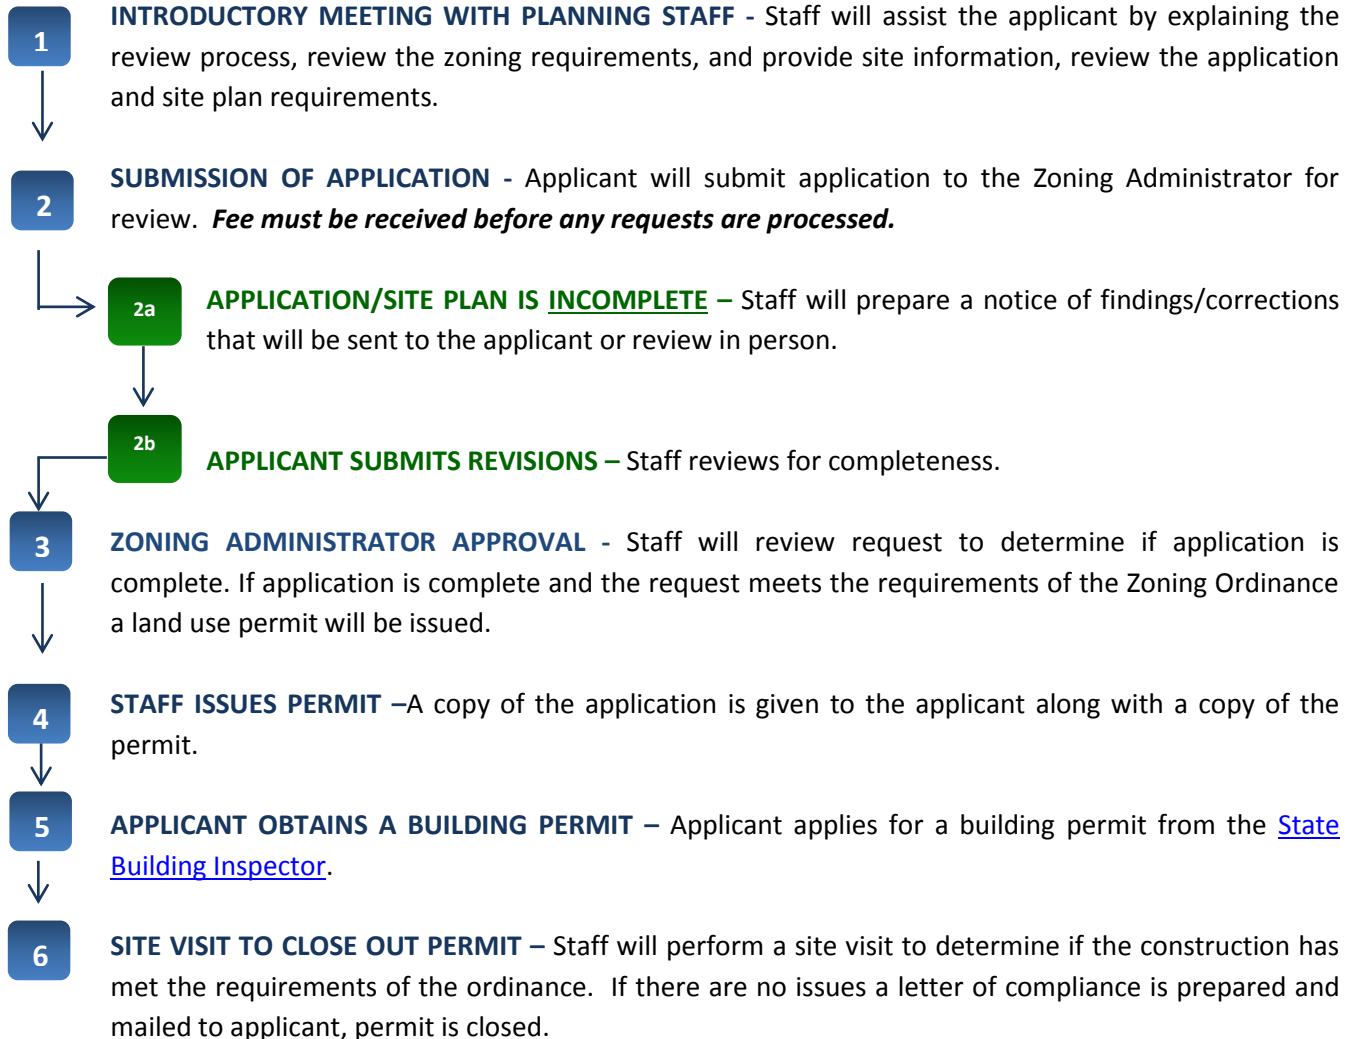 1
INTRODUCTORY MEETING WITH PLANNING STAFF - Staff will assist the applicant by explaining the
review process, review the zoning requirements, and provide site information, review the application
and site plan requirements.
2
SUBMISSION OF APPLICATION - Applicant will submit application to the Zoning Administrator for
review. Fee must be received before any requests are processed.
2a
APPLICATION/SITE PLAN IS INCOMPLETE – Staff will prepare a notice of findings/corrections
that will be sent to the applicant or review in person.
2b
APPLICANT SUBMITS REVISIONS – Staff reviews for completeness.
3
ZONING ADMINISTRATOR APPROVAL - Staff will review request to determine if application is
complete. If application is complete and the request meets the requirements of the Zoning Ordinance
a land use permit will be issued.
4
STAFF ISSUES PERMIT –A copy of the application is given to the applicant along with a copy of the
permit.
5
APPLICANT OBTAINS A BUILDING PERMIT – Applicant applies for a building permit from the State
Building Inspector.
6
SITE VISIT TO CLOSE OUT PERMIT – Staff will perform a site visit to determine if the construction has
met the requirements of the ordinance. If there are no issues a letter of compliance is prepared and
mailed to applicant, permit is closed.